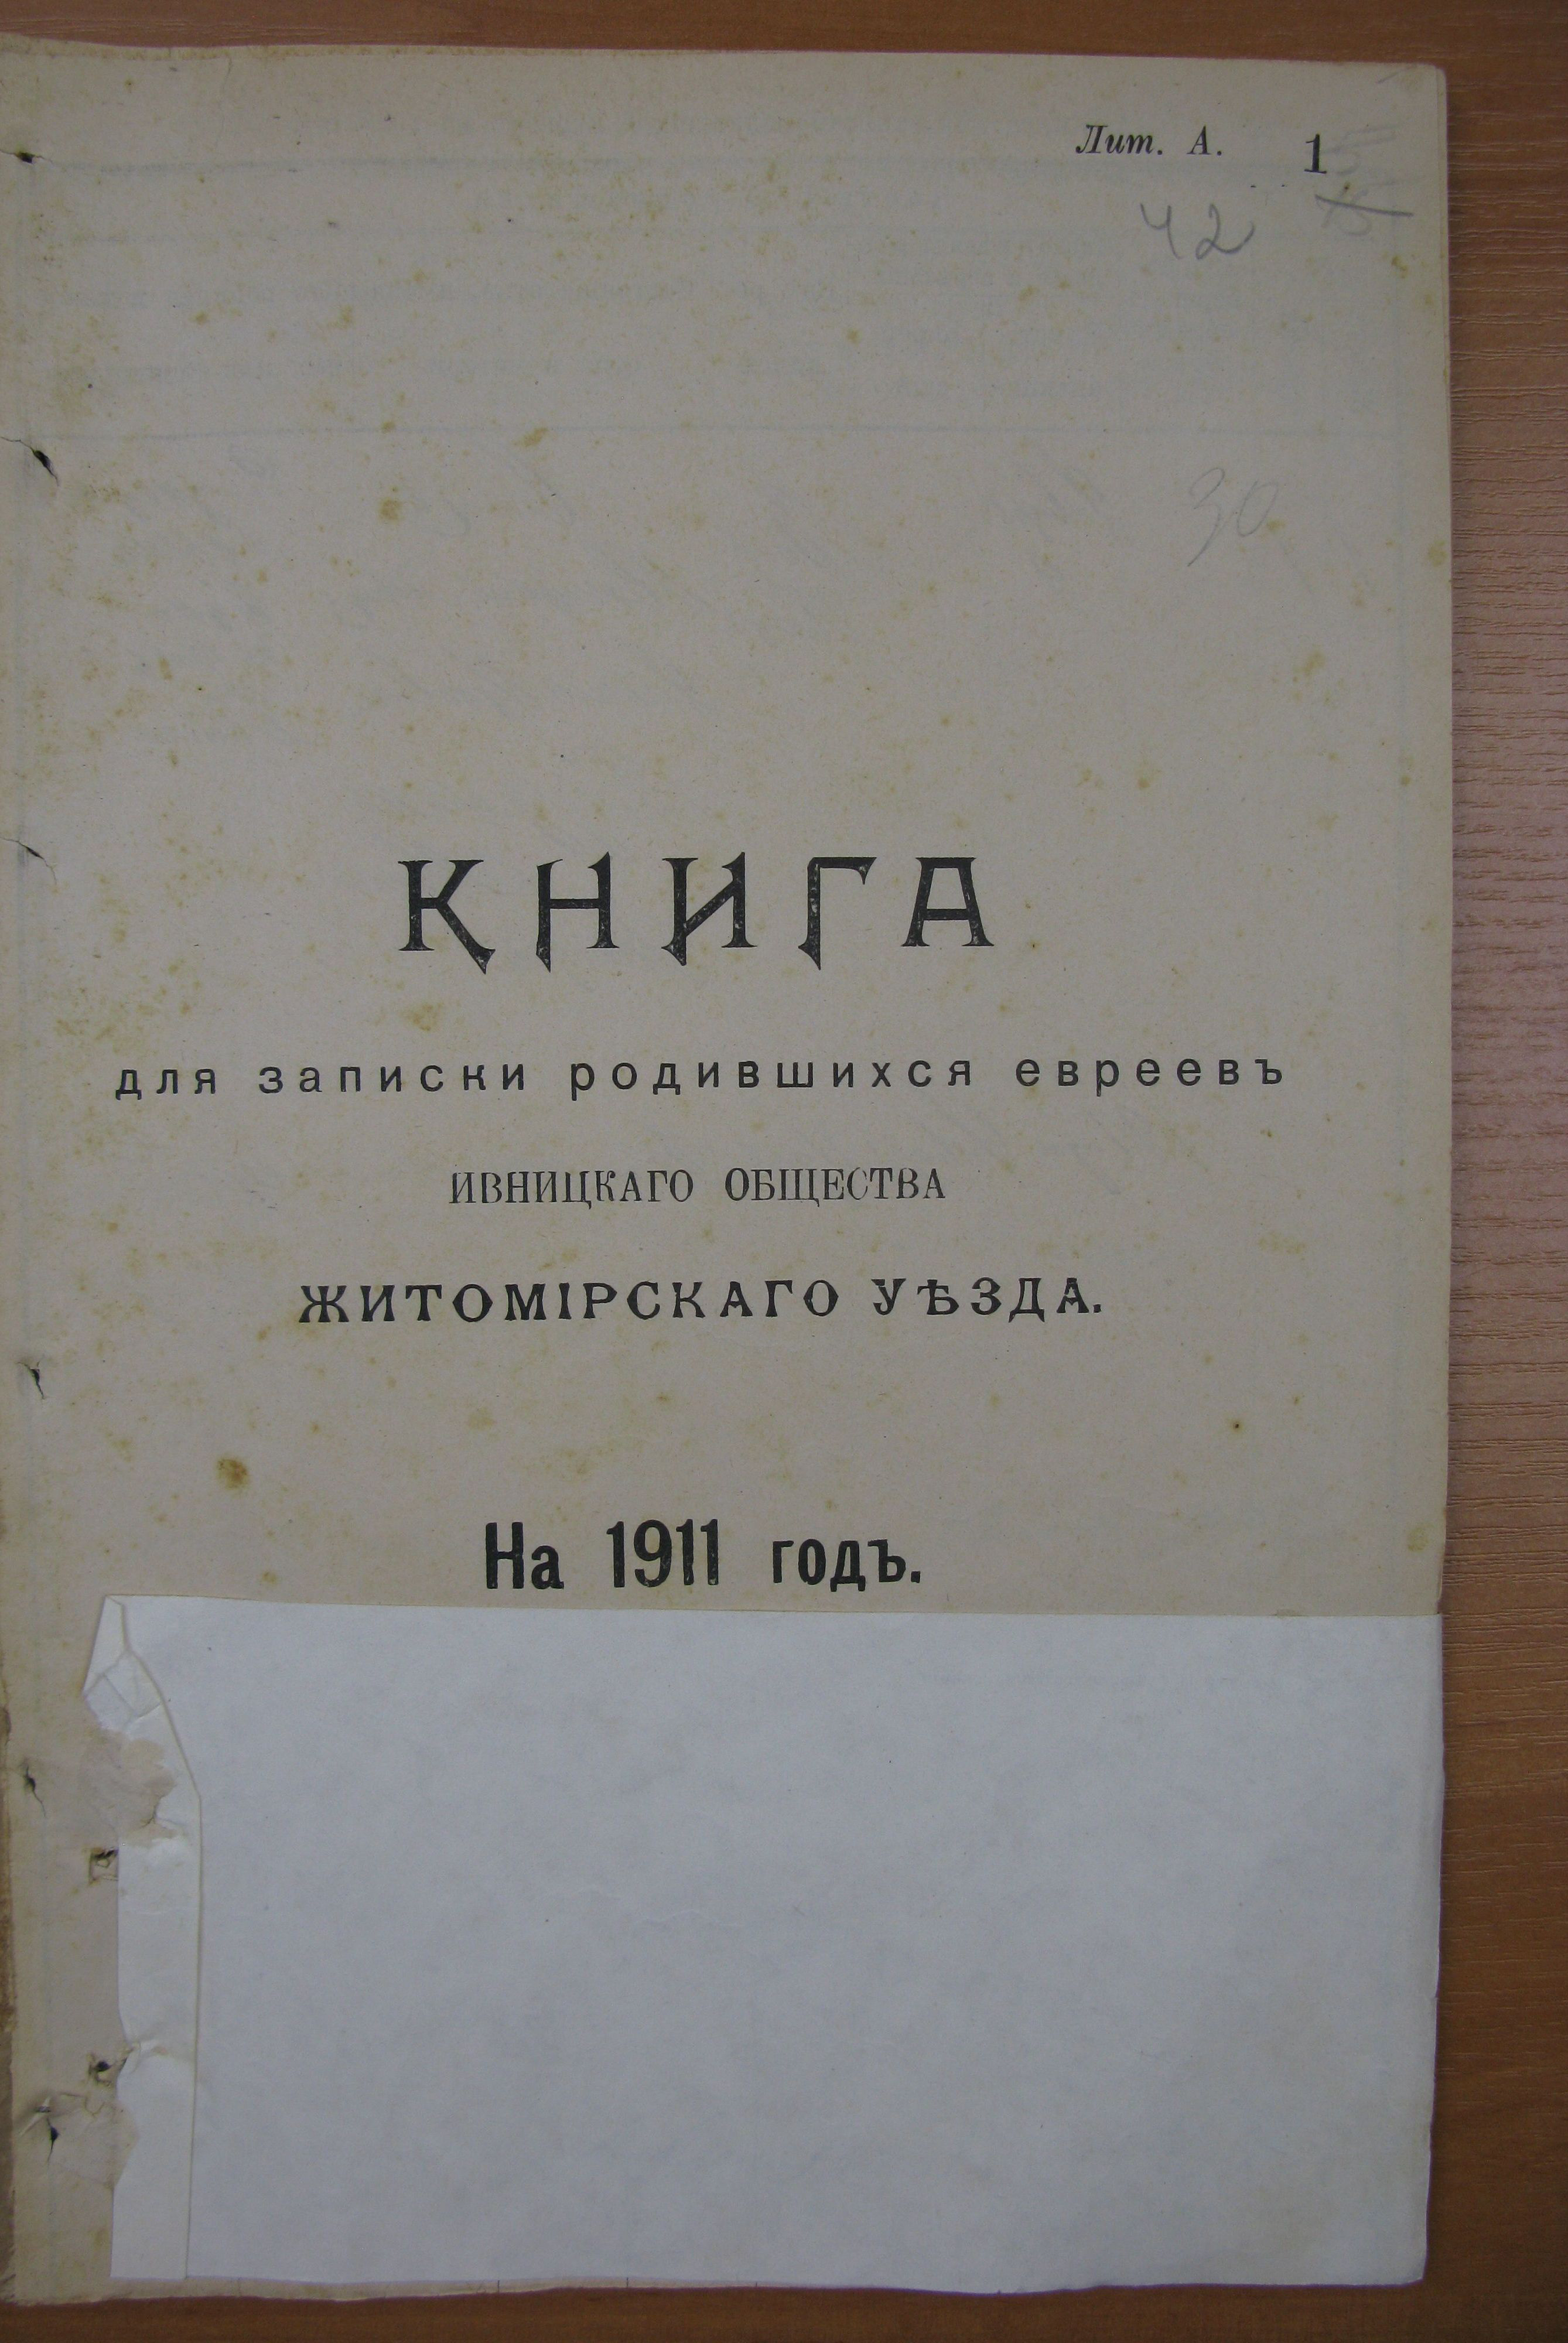 Лит. А. 1
42
30
КНИГА
для записки родившихся евреевъ
ИВНИЦКАГО ОБЩЕСТВА
ЖИТОМІРСКАГО УѢЗДА.
На 1911 годъ.